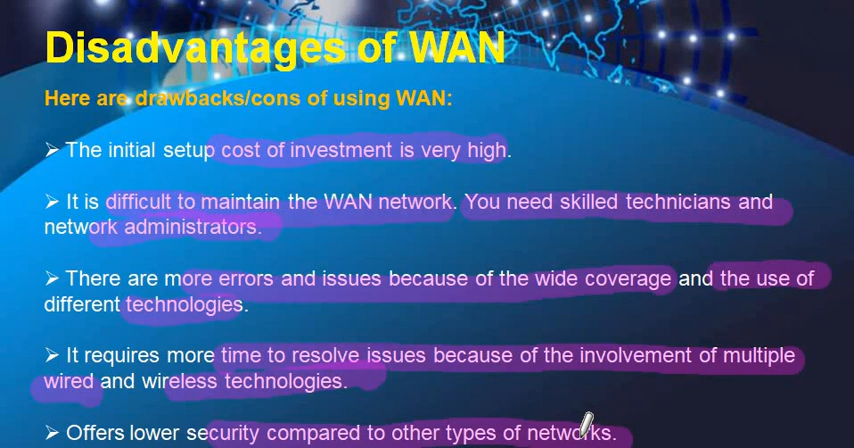 Disadvantages of WAN
Here are drawbacks/cons of using WAN:
➢ The initial setup cost of investment is very high.
➢ It is difficult to maintain the WAN network. You need skilled technicians and
network administrators.
➢ There are more errors and issues because of the wide coverage and the use of
different technologies.
➢ It requires more time to resolve issues because of the involvement of multiple
wired and wireless technologies.
➢ Offers lower security compared to other types of networks.